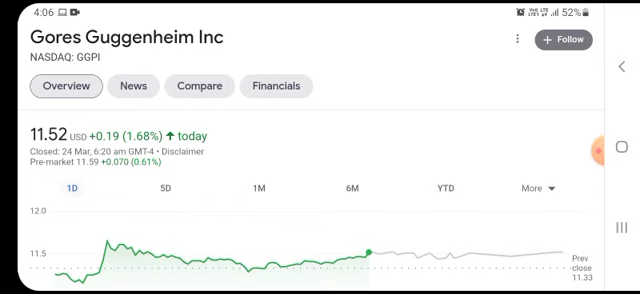 4:06 52%
Gores Guggenheim Inc
+ Follow
NASDAQ: GGPI
Overview News Compare Financials
11.52 USD +0.19 (1.68%) today
Closed: 24 Mar, 6:20 am GMT-4 • Disclaimer
Pre-market 11.59 +0.070 (0.61%)
1D 5D 1M 6M YTD More
12.0
11.5
Prev
close
11.33